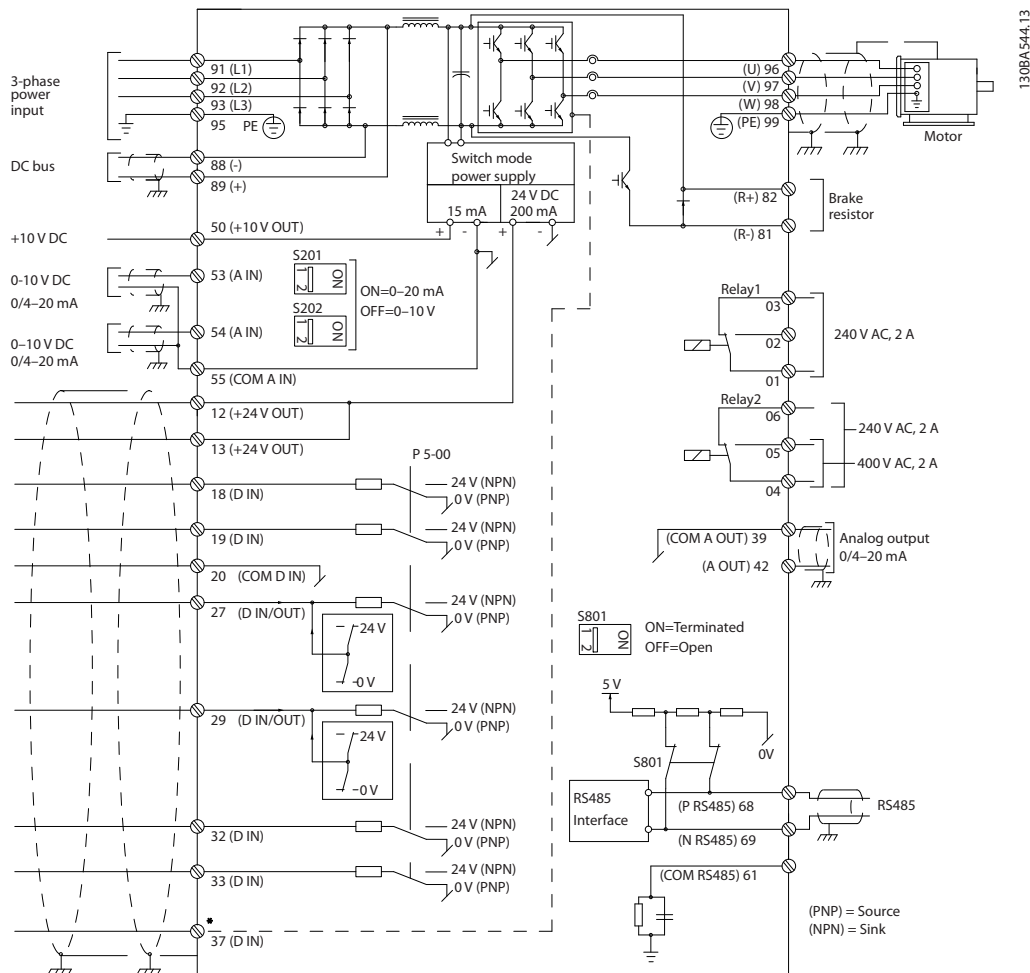 130BA544.13
3-phase
power
input
91 (L1)
92 (L2)
93 (L3)
95 PE
DC bus
88 (-)
89 (+)
+10 V DC
50 (+10 V OUT)
0-10 V DC
0/4–20 mA
53 (A IN)
0–10 V DC
0/4–20 mA
54 (A IN)
55 (COM A IN)
12 (+24 V OUT)
13 (+24 V OUT)
18 (D IN)
19 (D IN)
20 (COM D IN)
27 (D IN/OUT)
24 V
0 V
29 (D IN/OUT)
24 V
0 V
32 (D IN)
33 (D IN)
*
37 (D IN)
Switch mode
power supply
15 mA
24 V DC
200 mA
+ - + -
S201
1 2 ON
S202
1 2 ON
ON=0–20 mA
OFF=0–10 V
P 5-00
24 V (NPN)
0 V (PNP)
24 V (NPN)
0 V (PNP)
24 V (NPN)
0 V (PNP)
24 V (NPN)
0 V (PNP)
24 V (NPN)
0 V (PNP)
24 V (NPN)
0 V (PNP)
(U) 96
(V) 97
(W) 98
(PE) 99
Motor
(R+) 82
(R-) 81
Brake
resistor
Relay1
03
02
01
240 V AC, 2 A
Relay2
06
05
04
240 V AC, 2 A
400 V AC, 2 A
(COM A OUT) 39
(A OUT) 42
Analog output
0/4–20 mA
S801
1 2 ON
ON=Terminated
OFF=Open
5 V
0V
S801
RS485
Interface
(P RS485) 68
(N RS485) 69
RS485
(COM RS485) 61
(PNP) = Source
(NPN) = Sink